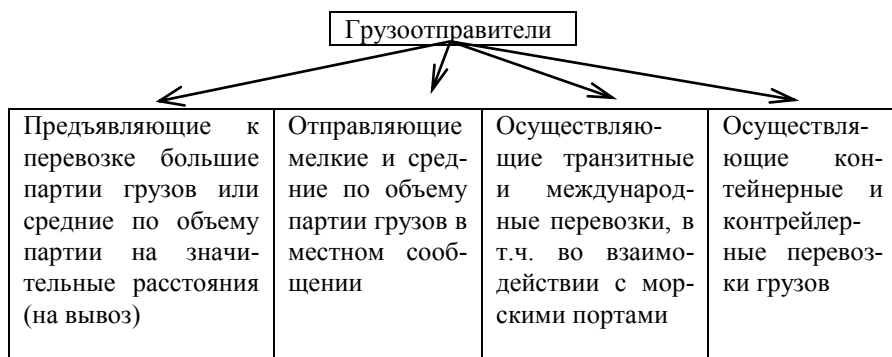 Грузоотправители
Предъявляющие к
перевозке большие
партии грузов или
средние по объему
партии на значи-
тельные расстояния
(на вывоз)
Отправляющие
мелкие и сред-
ние по объему
партии грузов в
местном сооб-
щении
Осуществляю-
щие транзитные
и международ-
ные перевозки, в
т.ч. во взаимо-
действии с мор-
скими портами
Осуществля-
ющие кон-
тейнерные и
контрейлер-
ные перевоз-
ки грузов